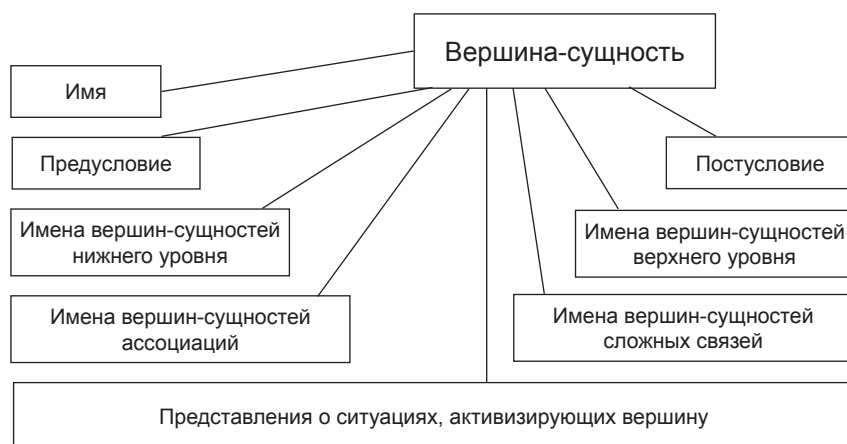 Вершина-сущность
Имя
Предусловие
Постусловие
Имена вершин-сущностей
нижнего уровня
Имена вершин-сущностей
верхнего уровня
Имена вершин-сущностей
ассоциаций
Имена вершин-сущностей
сложных связей
Представления о ситуациях, активизирующих вершину